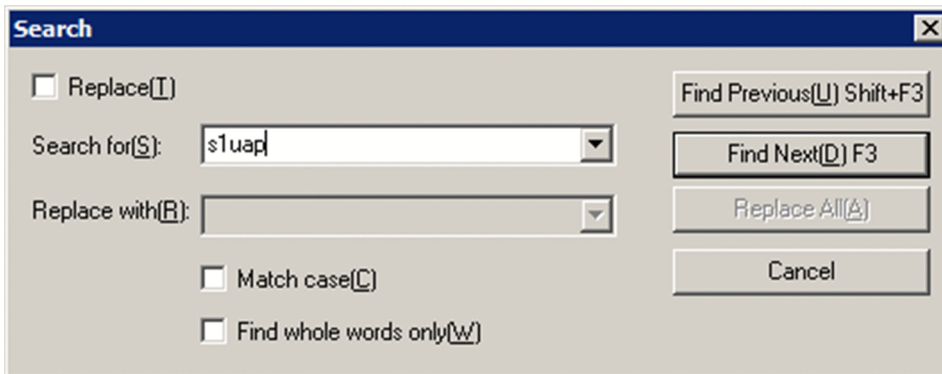 Search
Replace(T)
Find Previous(U) Shift+F3
Search for(S): s1uap
Find Next(D) F3
Replace with(R):
Replace All(A)
Match case(C)
Cancel
Find whole words only(W)